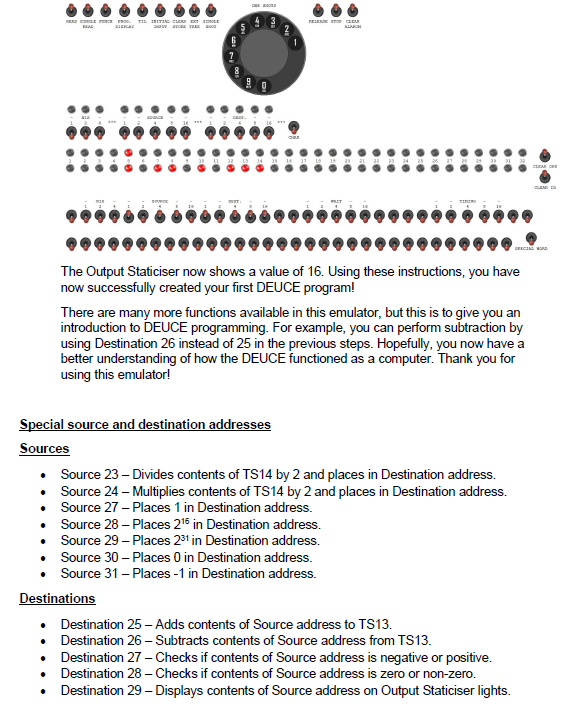 ONE SHOTS
READ SINGLE PUNCH PROG. TIL INITIAL CLEAR EXT SINGLE
READ DISPLAY INPUT STORE TREE SHOT
RELEASE STOP CLEAR
ALARM
5 4 3 2 1
6 7 8 9 0
NIS SOURCE DEST.
1 2 4 *** 1 2 4 8 16 *** 1 2 4 8 16 ***
1 2 3 4 5 6 7 8 9 10 11 12 13 14 15 16 17 18 19 20 21 22 23 24 25 26 27 28 29 30 31 32
CLEAR OPS
CLEAR ID
NIS SOURCE DEST. WAIT TIMING
1 2 4 1 2 4 8 16 1 2 4 8 16 1 2 4 8 16 1 2 4 8 16
SPECIAL WORD
The Output Staticiser now shows a value of 16. Using these instructions, you have
now successfully created your first DEUCE program!
There are many more functions available in this emulator, but this is to give you an
introduction to DEUCE programming. For example, you can perform subtraction by
using Destination 26 instead of 25 in the previous steps. Hopefully, you now have a
better understanding of how the DEUCE functioned as a computer. Thank you for
using this emulator!
Special source and destination addresses
Sources
• Source 23 – Divides contents of TS14 by 2 and places in Destination address.
• Source 24 – Multiplies contents of TS14 by 2 and places in Destination address.
• Source 27 – Places 1 in Destination address.
• Source 28 – Places 2¹⁶ in Destination address.
• Source 29 – Places 2³¹ in Destination address.
• Source 30 – Places 0 in Destination address.
• Source 31 – Places -1 in Destination address.
Destinations
• Destination 25 – Adds contents of Source address to TS13.
• Destination 26 – Subtracts contents of Source address from TS13.
• Destination 27 – Checks if contents of Source address is negative or positive.
• Destination 28 – Checks if contents of Source address is zero or non-zero.
• Destination 29 – Displays contents of Source address on Output Staticiser lights.